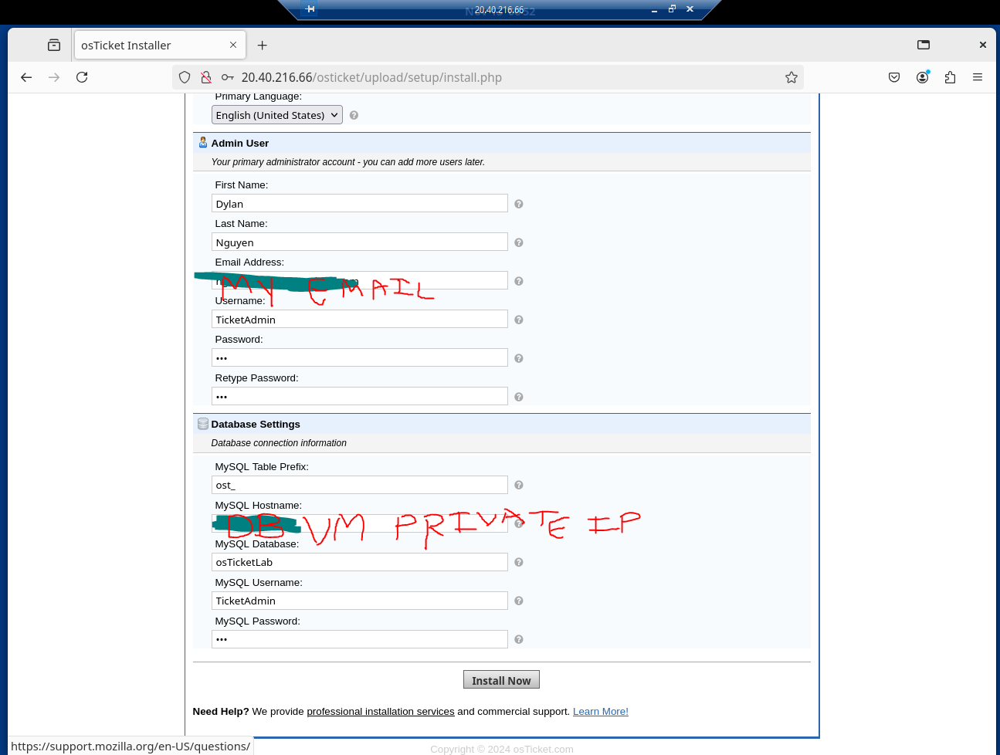 20.40.216.66
osTicket Installer
20.40.216.66/osticket/upload/setup/install.php
Primary Language:
English (United States)
Admin User
Your primary administrator account - you can add more users later.
First Name:
Dylan
Last Name:
Nguyen
Email Address:
MY EMAIL
Username:
TicketAdmin
Password:
•••
Retype Password:
•••
Database Settings
Database connection information
MySQL Table Prefix:
ost_
MySQL Hostname:
DB VM PRIVATE IP
MySQL Database:
osTicketLab
MySQL Username:
TicketAdmin
MySQL Password:
•••
Install Now
Need Help? We provide professional installation services and commercial support. Learn More!
https://support.mozilla.org/en-US/questions/
Copyright © 2024 osTicket.com